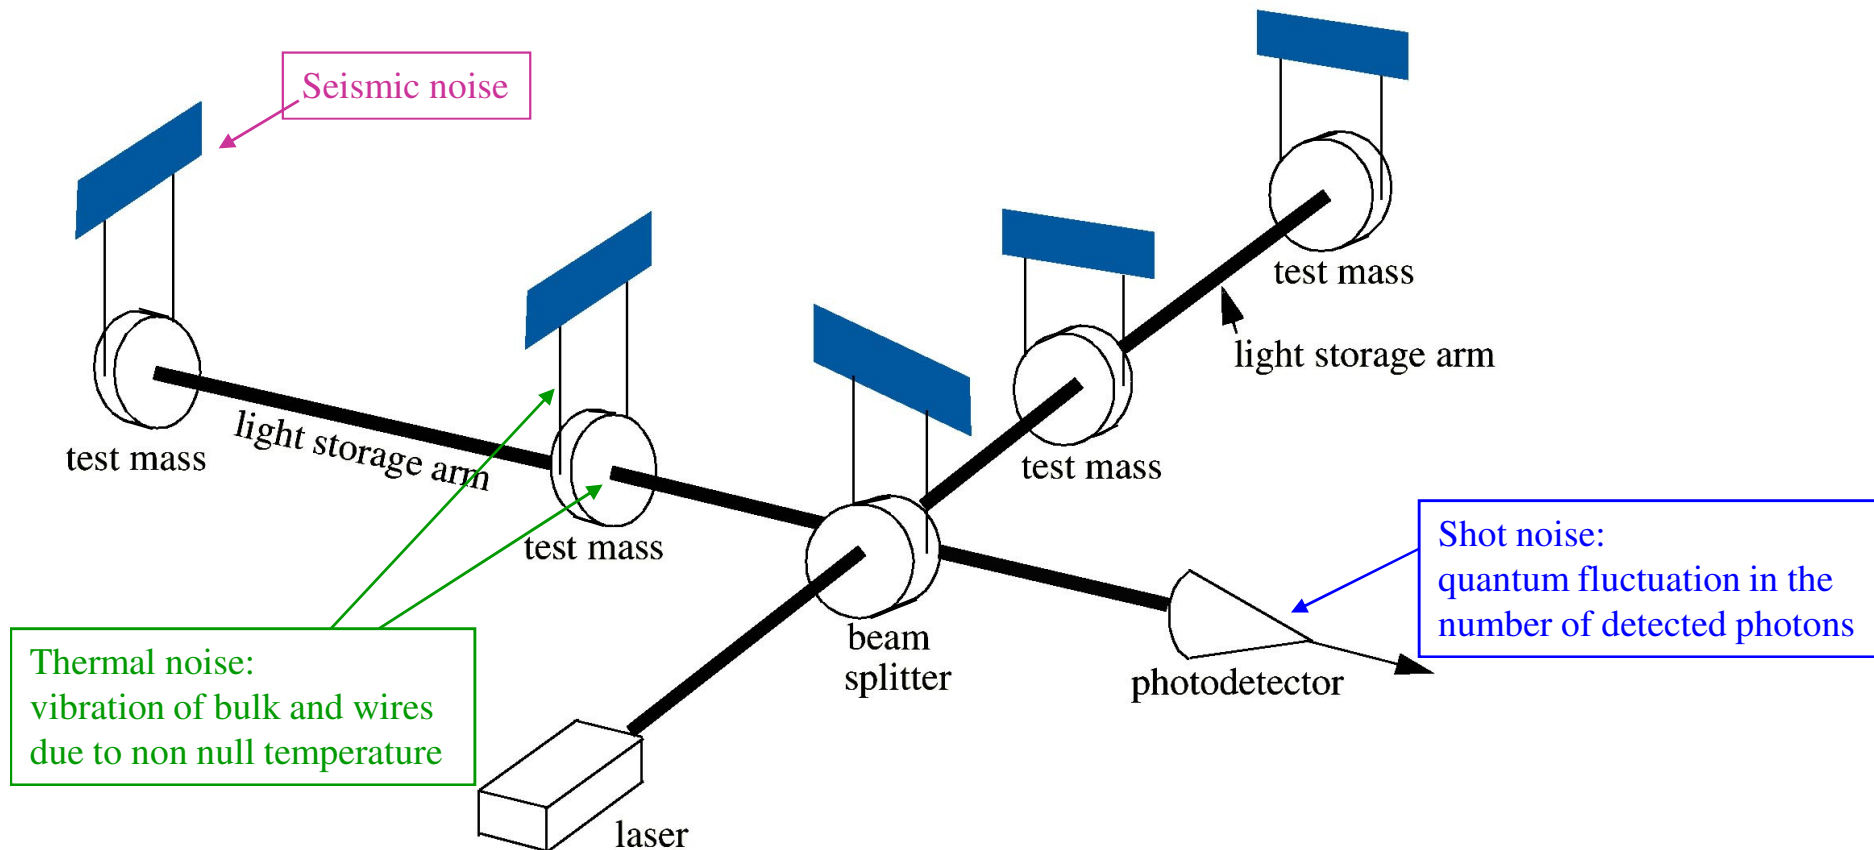 Seismic noise
test mass
light storage arm
test mass
light storage arm
test mass
test mass
Shot noise:
quantum fluctuation in the
number of detected photons
beam
splitter
photodetector
Thermal noise:
vibration of bulk and wires
due to non null temperature
laser